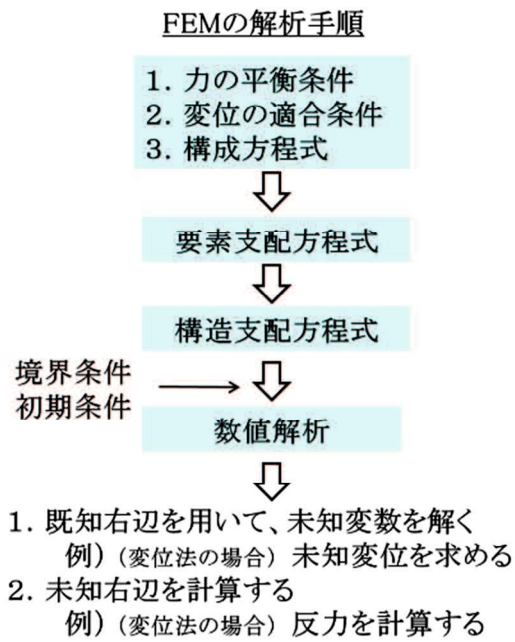 FEMの解析手順
1. 力の平衡条件
2. 変位の適合条件
3. 構成方程式
要素支配方程式
構造支配方程式
境界条件
初期条件
数値解析
1. 既知右辺を用いて、未知変数を解く
例）（変位法の場合）未知変位を求める
2. 未知右辺を計算する
例）（変位法の場合）反力を計算する